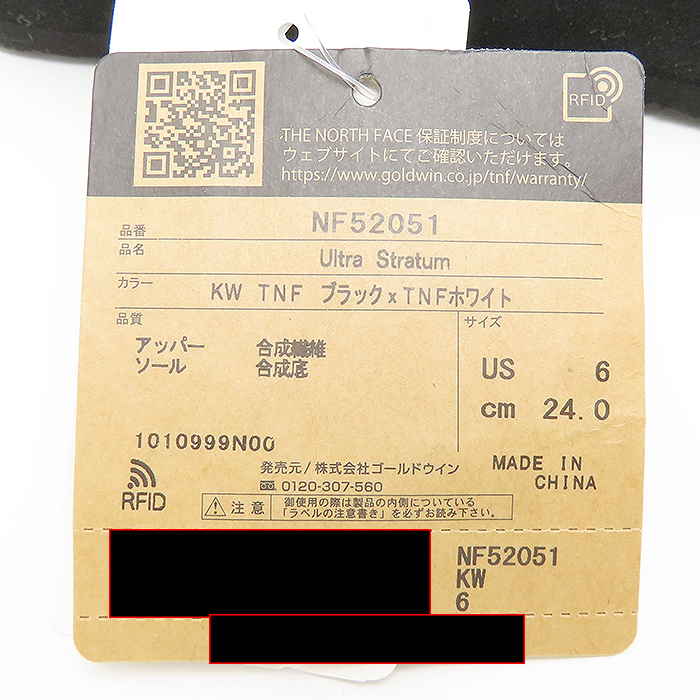 RFID
THE NORTH FACE 保証制度については
ウェブサイトにてご確認いただけます。
https://www.goldwin.co.jp/tnf/warranty/
品番 NF52051
品名 Ultra Stratum
カラー KW TNF ブラックxTNFホワイト
品質
アッパー 合成繊維
ソール 合成底
サイズ
US 6
cm 24.0
1010999N00
RFID
発売元/株式会社ゴールドウイン
0120-307-560
MADE IN
CHINA
注意
御使用の際は製品の内側についている
「ラベルの注意書き」を必ずお読み下さい。
NF52051
KW
6